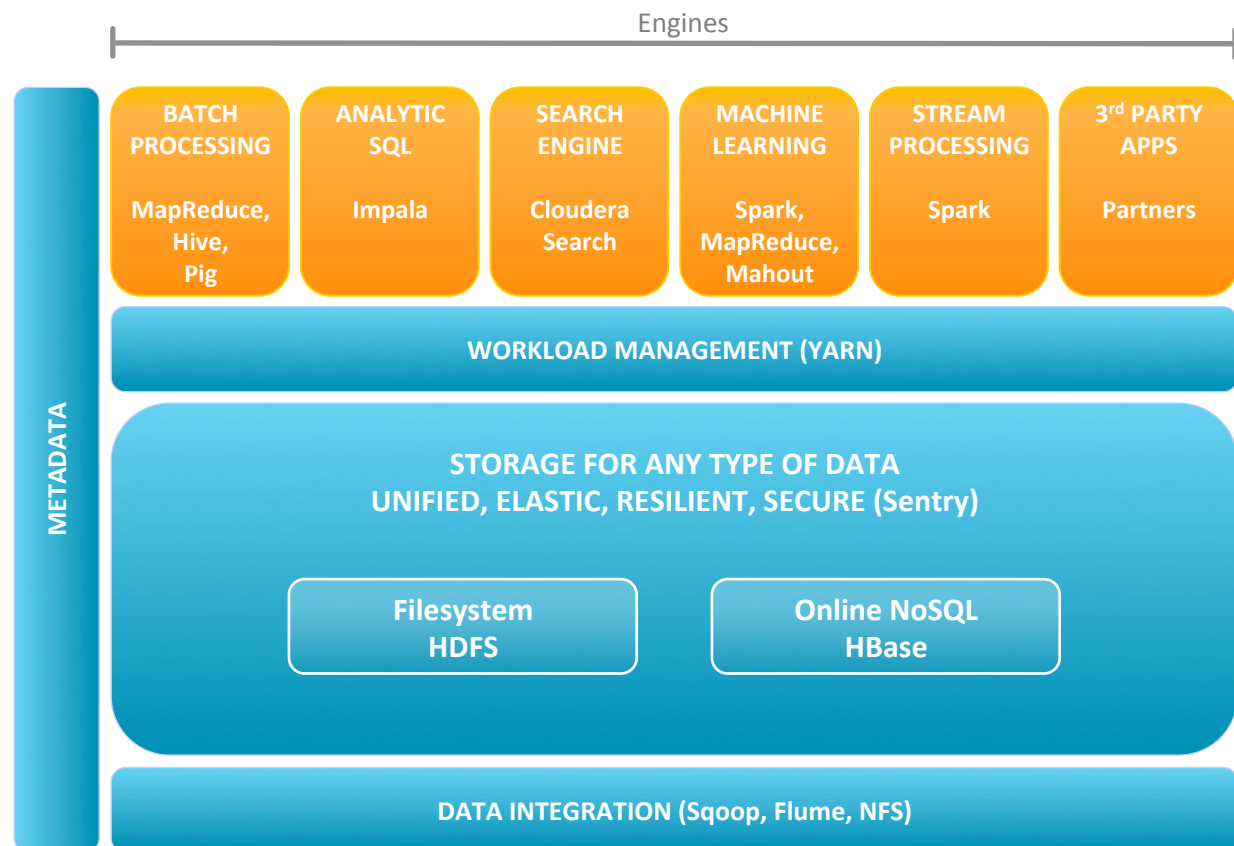 Engines
METADATA
BATCH
PROCESSING
MapReduce,
Hive,
Pig
ANALYTIC
SQL
Impala
SEARCH
ENGINE
Cloudera
Search
MACHINE
LEARNING
Spark,
MapReduce,
Mahout
STREAM
PROCESSING
Spark
3rd PARTY
APPS
Partners
WORKLOAD MANAGEMENT (YARN)
STORAGE FOR ANY TYPE OF DATA
UNIFIED, ELASTIC, RESILIENT, SECURE (Sentry)
Filesystem
HDFS
Online NoSQL
HBase
DATA INTEGRATION (Sqoop, Flume, NFS)